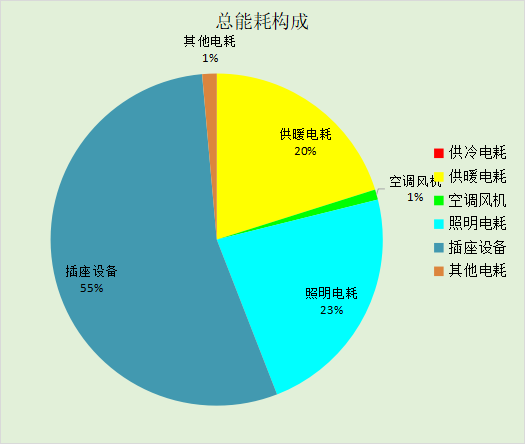 总能耗构成
其他电耗
1%
供暖电耗
20%
空调风机
1%
照明电耗
23%
插座设备
55%
供冷电耗
供暖电耗
空调风机
照明电耗
插座设备
其他电耗